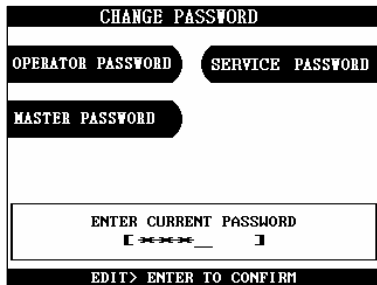 CHANGE PASSWORD
OPERATOR PASSWORD SERVICE PASSWORD
MASTER PASSWORD
ENTER CURRENT PASSWORD
[****_ ]
EDIT> ENTER TO CONFIRM